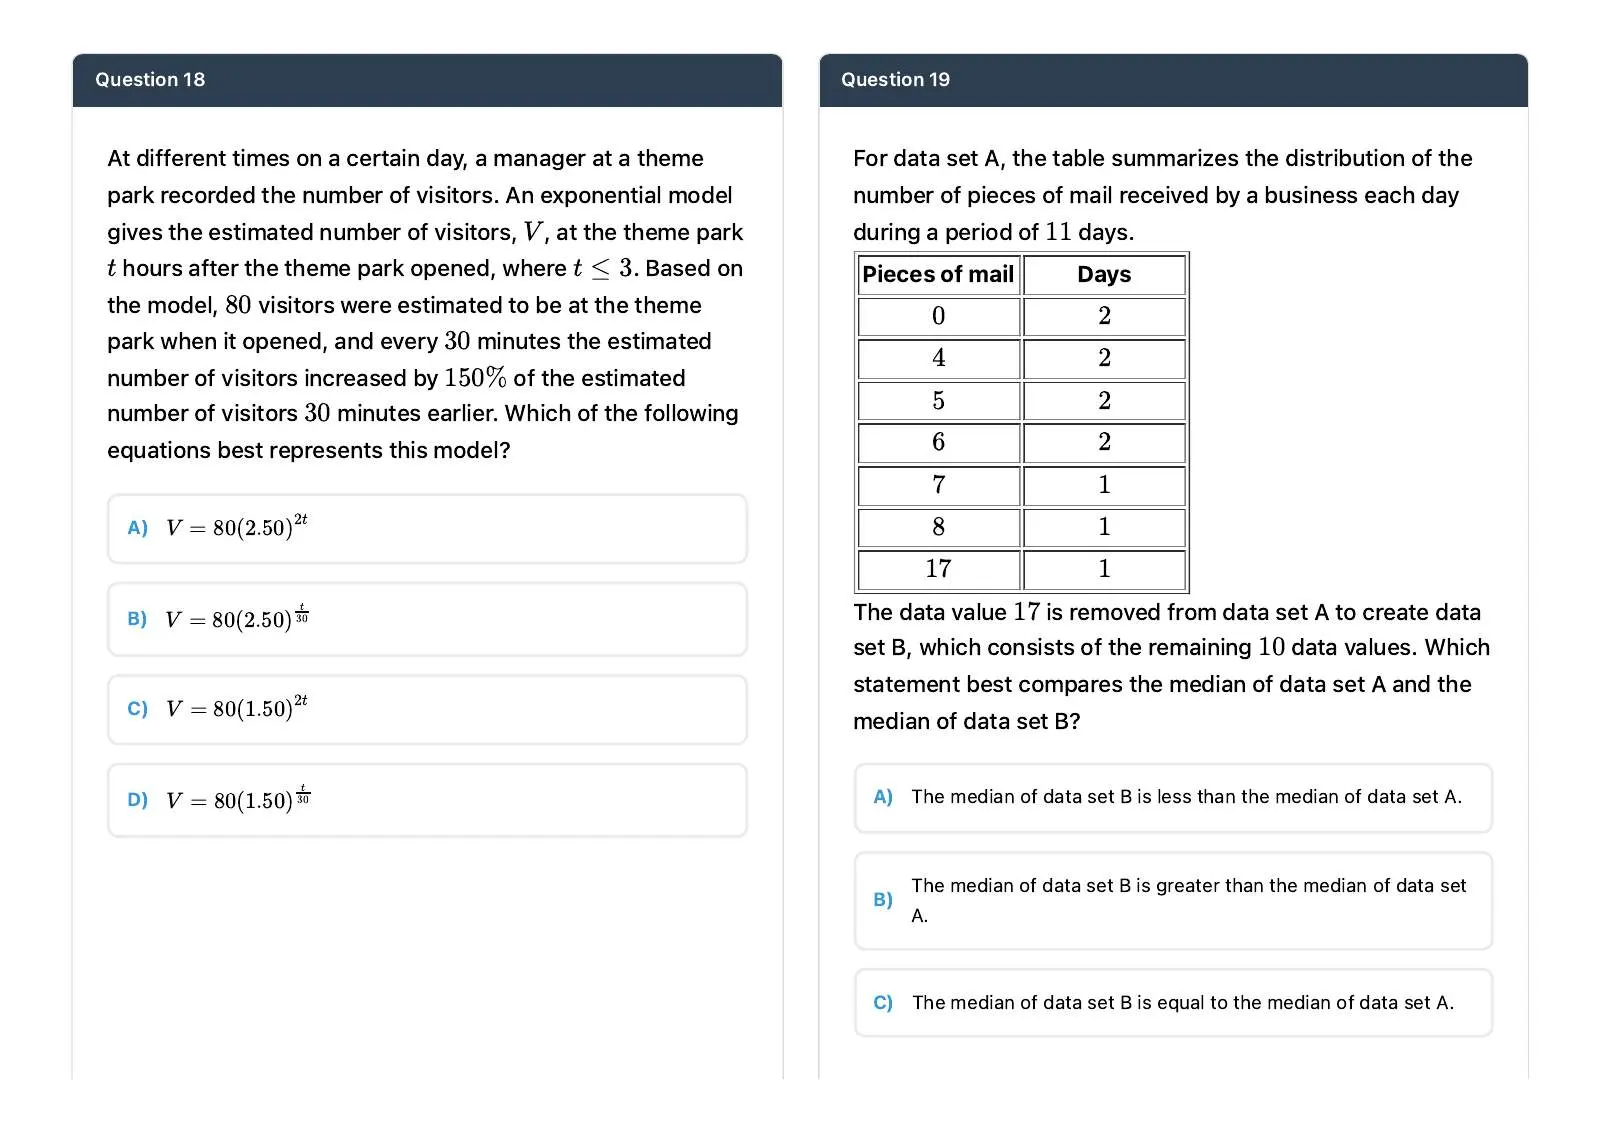 Question 18
At different times on a certain day, a manager at a theme
park recorded the number of visitors. An exponential model
gives the estimated number of visitors, V, at the theme park
t hours after the theme park opened, where t ≤ 3. Based on
the model, 80 visitors were estimated to be at the theme
park when it opened, and every 30 minutes the estimated
number of visitors increased by 150% of the estimated
number of visitors 30 minutes earlier. Which of the following
equations best represents this model?
A) V = 80(2.50)^{2t}
B) V = 80(2.50)^{\frac{t}{30}}
C) V = 80(1.50)^{2t}
D) V = 80(1.50)^{\frac{t}{30}}
Question 19
For data set A, the table summarizes the distribution of the
number of pieces of mail received by a business each day
during a period of 11 days.
Pieces of mail Days
0 2
4 2
5 2
6 2
7 1
8 1
17 1
The data value 17 is removed from data set A to create data
set B, which consists of the remaining 10 data values. Which
statement best compares the median of data set A and the
median of data set B?
A) The median of data set B is less than the median of data set A.
B) The median of data set B is greater than the median of data set
A.
C) The median of data set B is equal to the median of data set A.